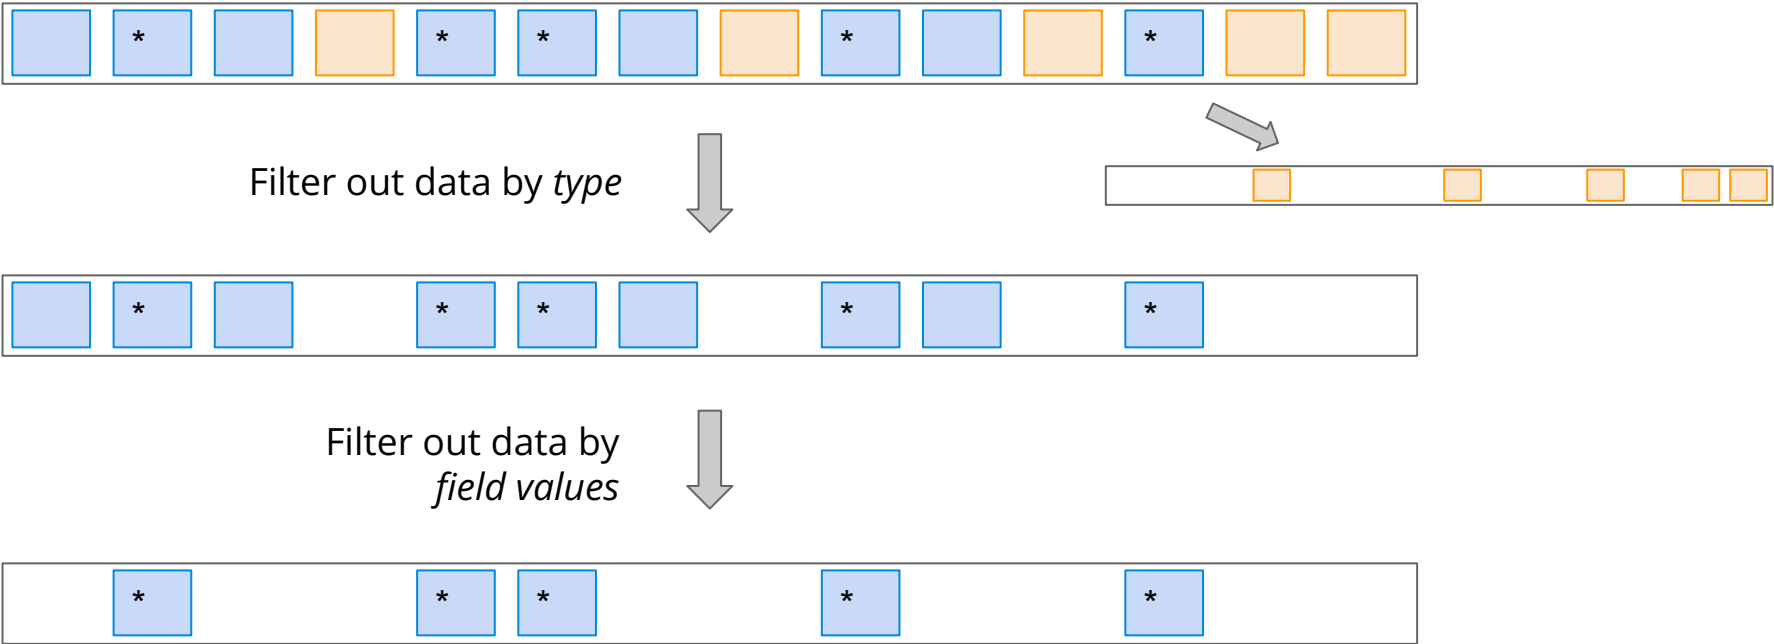 * * * * *
Filter out data by type
* * * * *
Filter out data by
field values
* * * * *